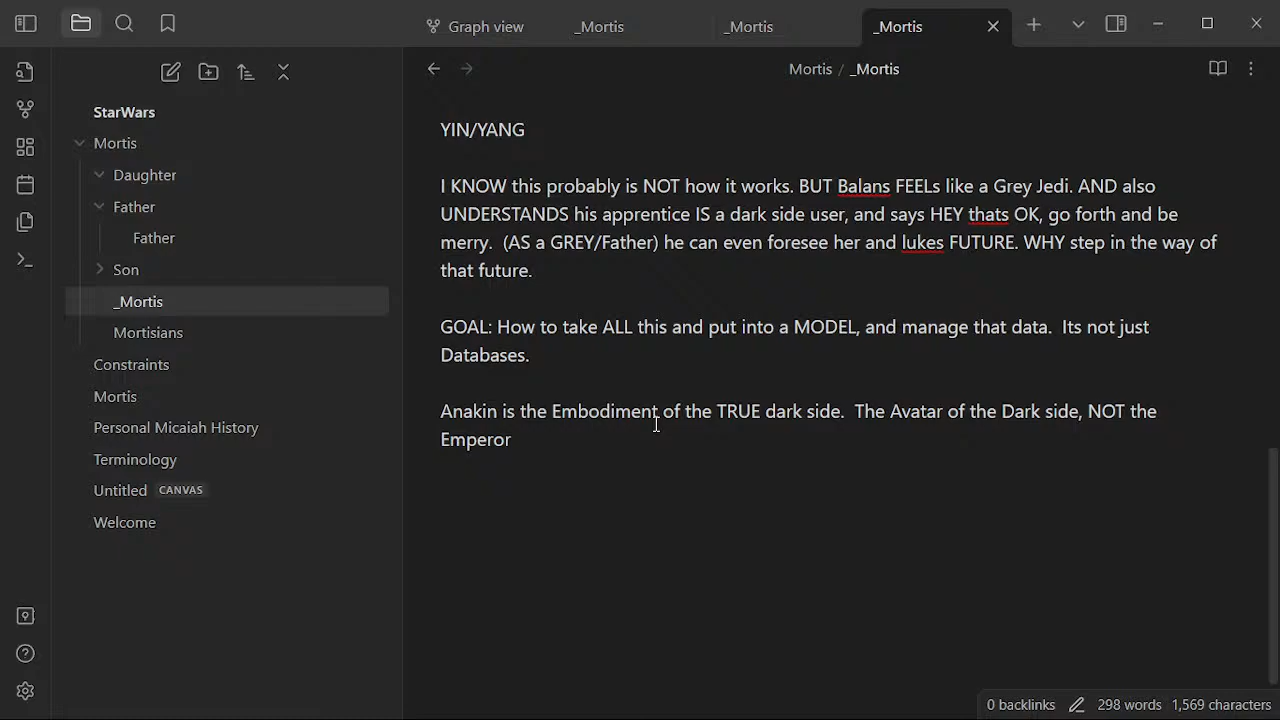 Graph view
_Mortis
_Mortis
_Mortis
Mortis / _Mortis
StarWars
Mortis
Daughter
Father
Father
Son
_Mortis
Mortisians
Constraints
Mortis
Personal Micaiah History
Terminology
Untitled CANVAS
Welcome
YIN/YANG
I KNOW this probably is NOT how it works. BUT Balans FEELs like a Grey Jedi. AND also
UNDERSTANDS his apprentice IS a dark side user, and says HEY thats OK, go forth and be
merry.  (AS a GREY/Father) he can even foresee her and lukes FUTURE. WHY step in the way of
that future.
GOAL: How to take ALL this and put into a MODEL, and manage that data.  Its not just
Databases.
Anakin is the Embodiment of the TRUE dark side.  The Avatar of the Dark side, NOT the
Emperor
0 backlinks 298 words 1,569 characters